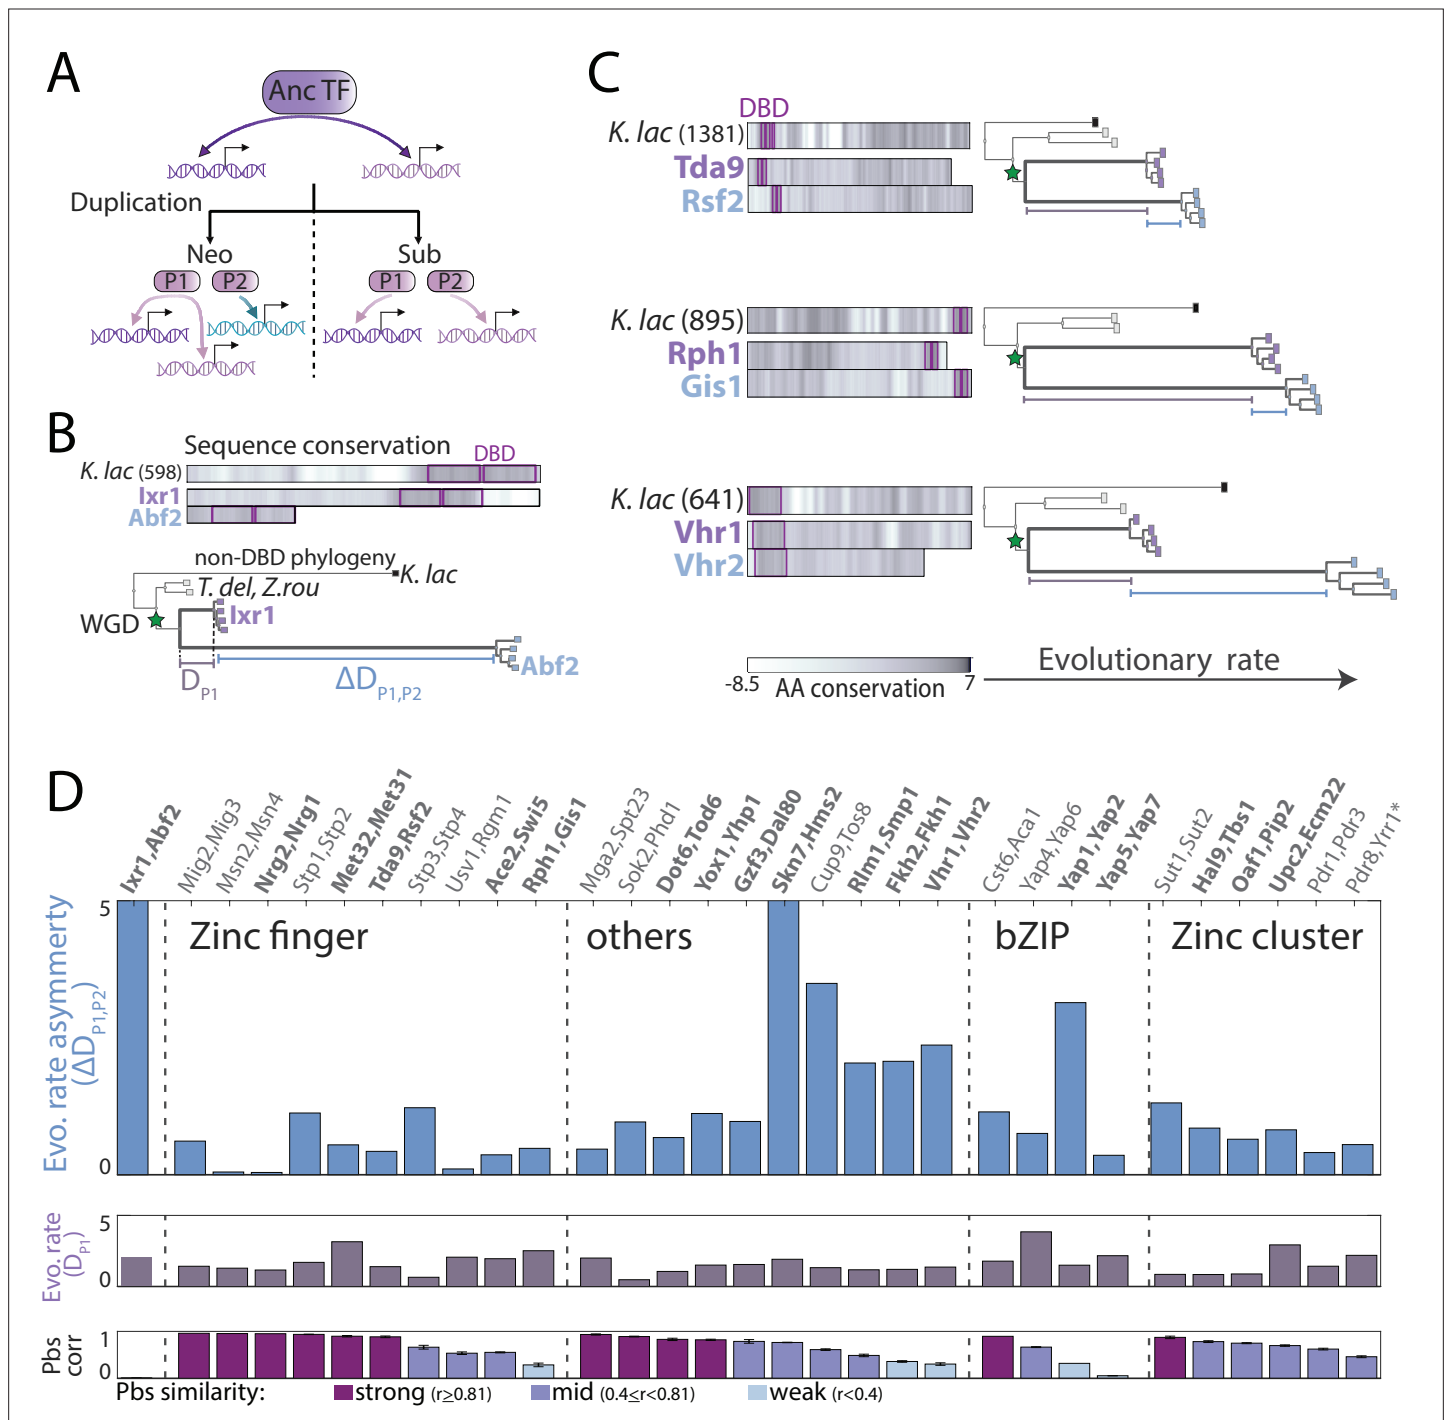 A
Anc TF
Duplication
Neo
Sub
P1
P2
P1
P2
B
Sequence conservation
DBD
K. lac (598)
Ixr1
Abf2
non-DBD phylogeny
K. lac
T. del, Z.rou
Ixr1
WGD
Abf2
D P1
ΔD P1,P2
C
DBD
K. lac (1381)
Tda9
Rsf2
K. lac (895)
Rph1
Gis1
K. lac (641)
Vhr1
Vhr2
-8.5
AA conservation
7
Evolutionary rate
D
Ixr1,Abf2
Mig2,Mig3
Msn2,Msn4
Nrg2,Nrg1
Stp1,Stp2
Met32,Met31
Tda9,Rsf2
Stp3,Stp4
Usv1,Rgm1
Ace2,Swi5
Rph1,Gis1
Mga2,Spt23
Sok2,Phd1
Dot6,Tod6
Yox1,Yhp1
Gzf3,Dal80
Skn7,Hms2
Cup9,Tos8
Rlm1,Smp1
Fkh2,Fkh1
Vhr1,Vhr2
Cst6,Aca1
Yap4,Yap6
Yap1,Yap2
Yap5,Yap7
Sut1,Sut2
Hal9,Tbs1
Oaf1,Pip2
Upc2,Ecm22
Pdr1,Pdr3
Pdr8,Yrr1*
Evo. rate asymmerty
(ΔD P1,P2)
5
0
Zinc finger
others
bZIP
Zinc cluster
Evo. rate
(D P1)
5
0
Pbs
corr
1
0
Pbs similarity:
strong (r≥0.81)
mid (0.4≤r<0.81)
weak (r<0.4)